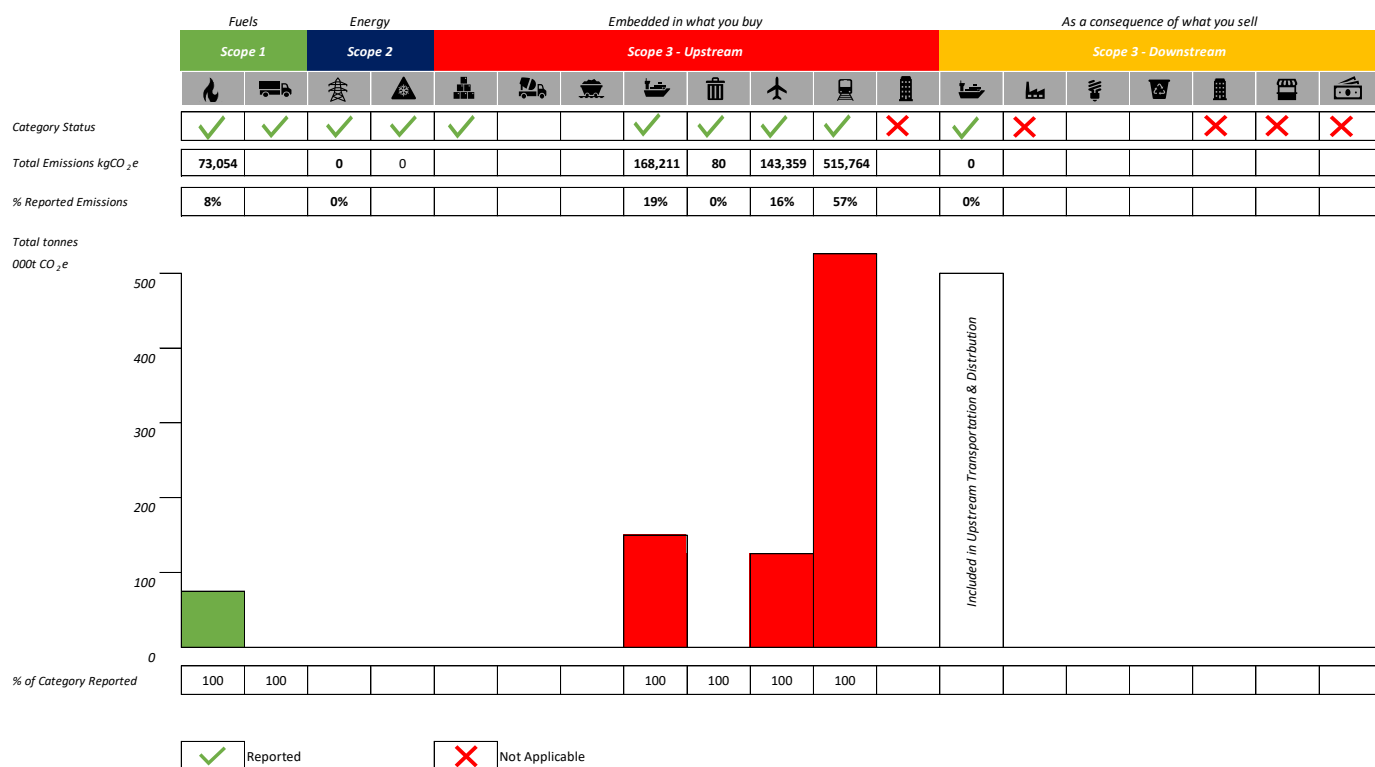 Fuels Energy Embedded in what you buy As a consequence of what you sell
Scope 1 Scope 2 Scope 3 - Upstream Scope 3 - Downstream
Category Status
Total Emissions kgCO2e 73,054 0 0 168,211 80 143,359 515,764 0
% Reported Emissions 8% 0% 19% 0% 16% 57% 0%
Total tonnes
000t CO2e
500
400
300
200
100
0
Included in Upstream Transportation & Distrbution
% of Category Reported 100 100 100 100 100 100
Reported Not Applicable